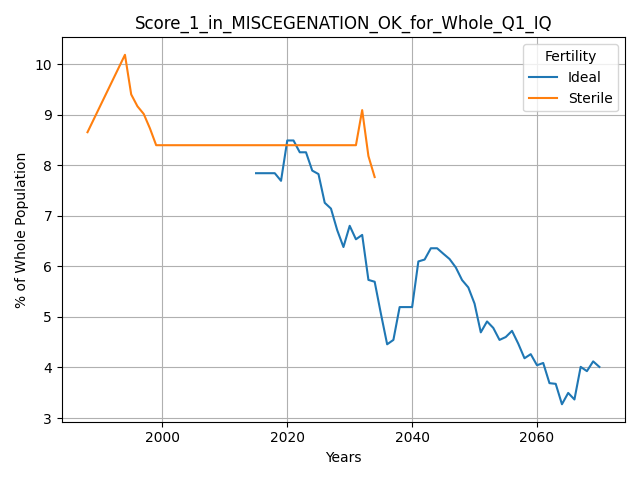 Score_1_in_MISCEGENATION_OK_for_Whole_Q1_IQ
Fertility
Ideal
Sterile
% of Whole Population
10
9
8
7
6
5
4
3
2000
2020
2040
2060
Years